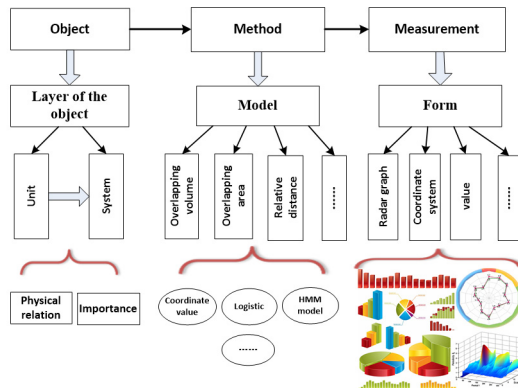 Object
Method
Measurement
Layer of the
object
Model
Form
Unit
System
Overlapping
volume
Overlapping
area
Relative
distance
......
Radar graph
Coordinate
system
value
......
Physical
relation
Importance
Coordinate
value
Logistic
HMM
model
......